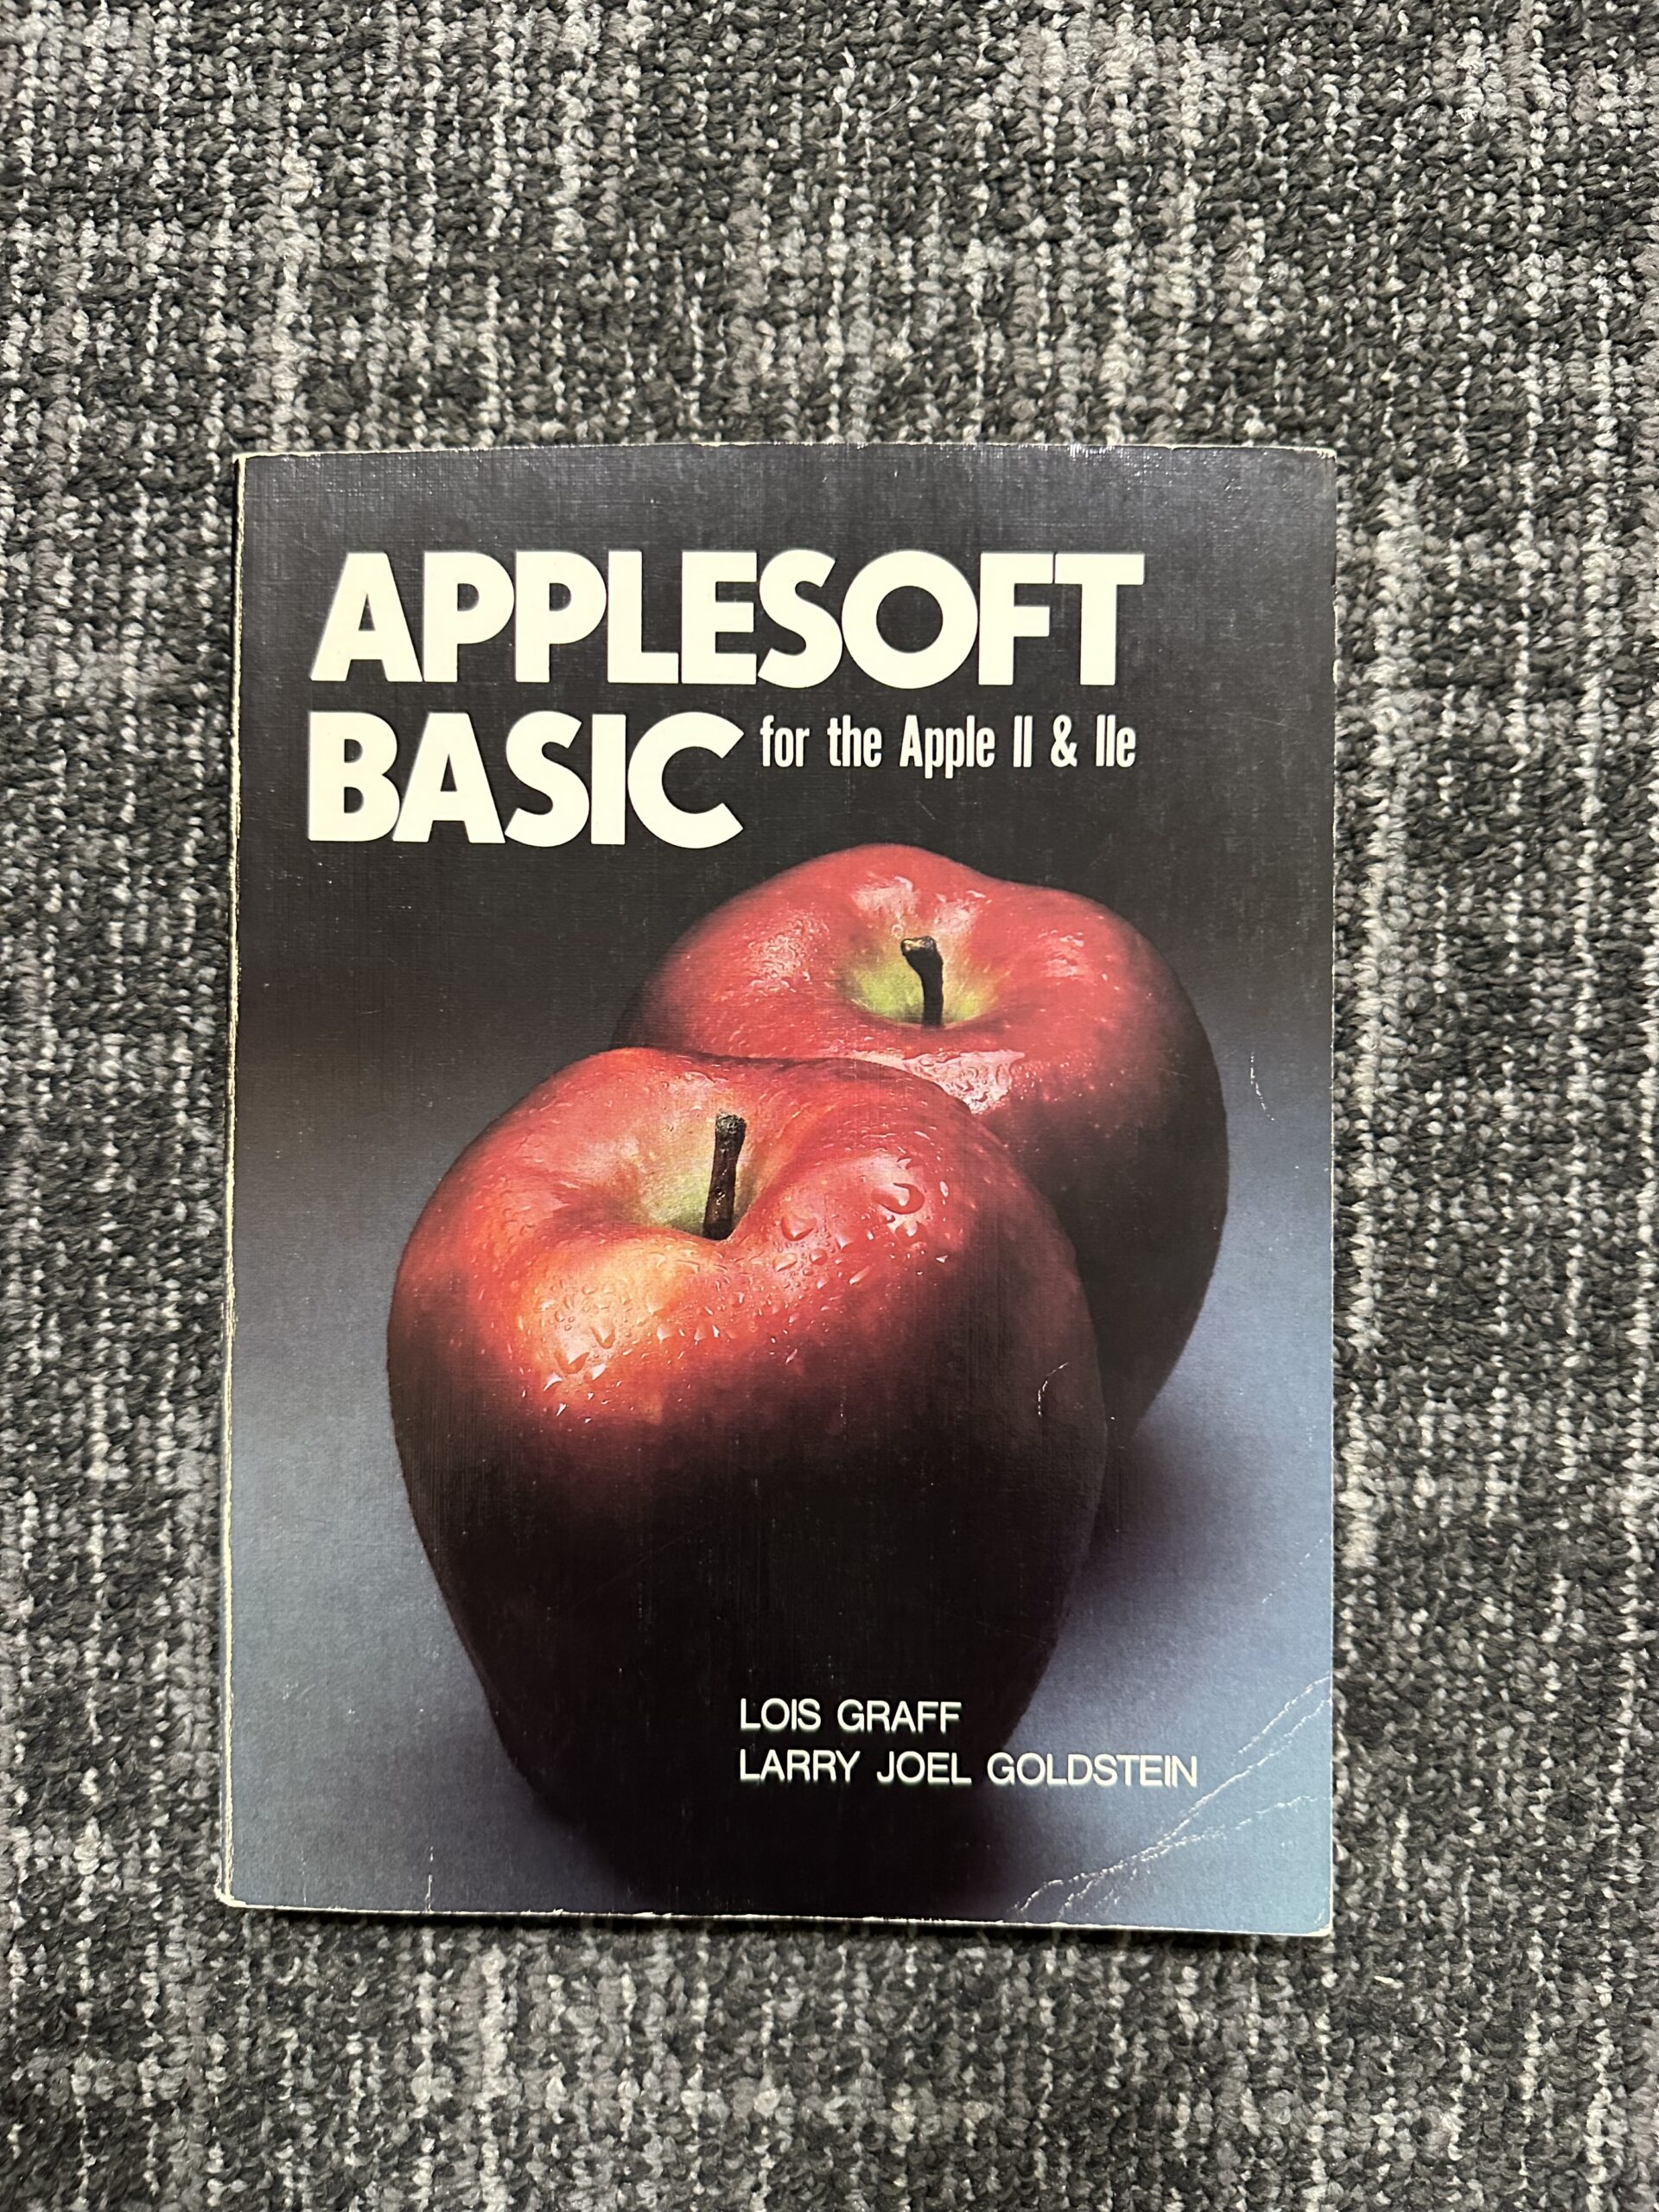 APPLESOFT
BASIC for the Apple II & IIe
LOIS GRAFF
LARRY JOEL GOLDSTEIN